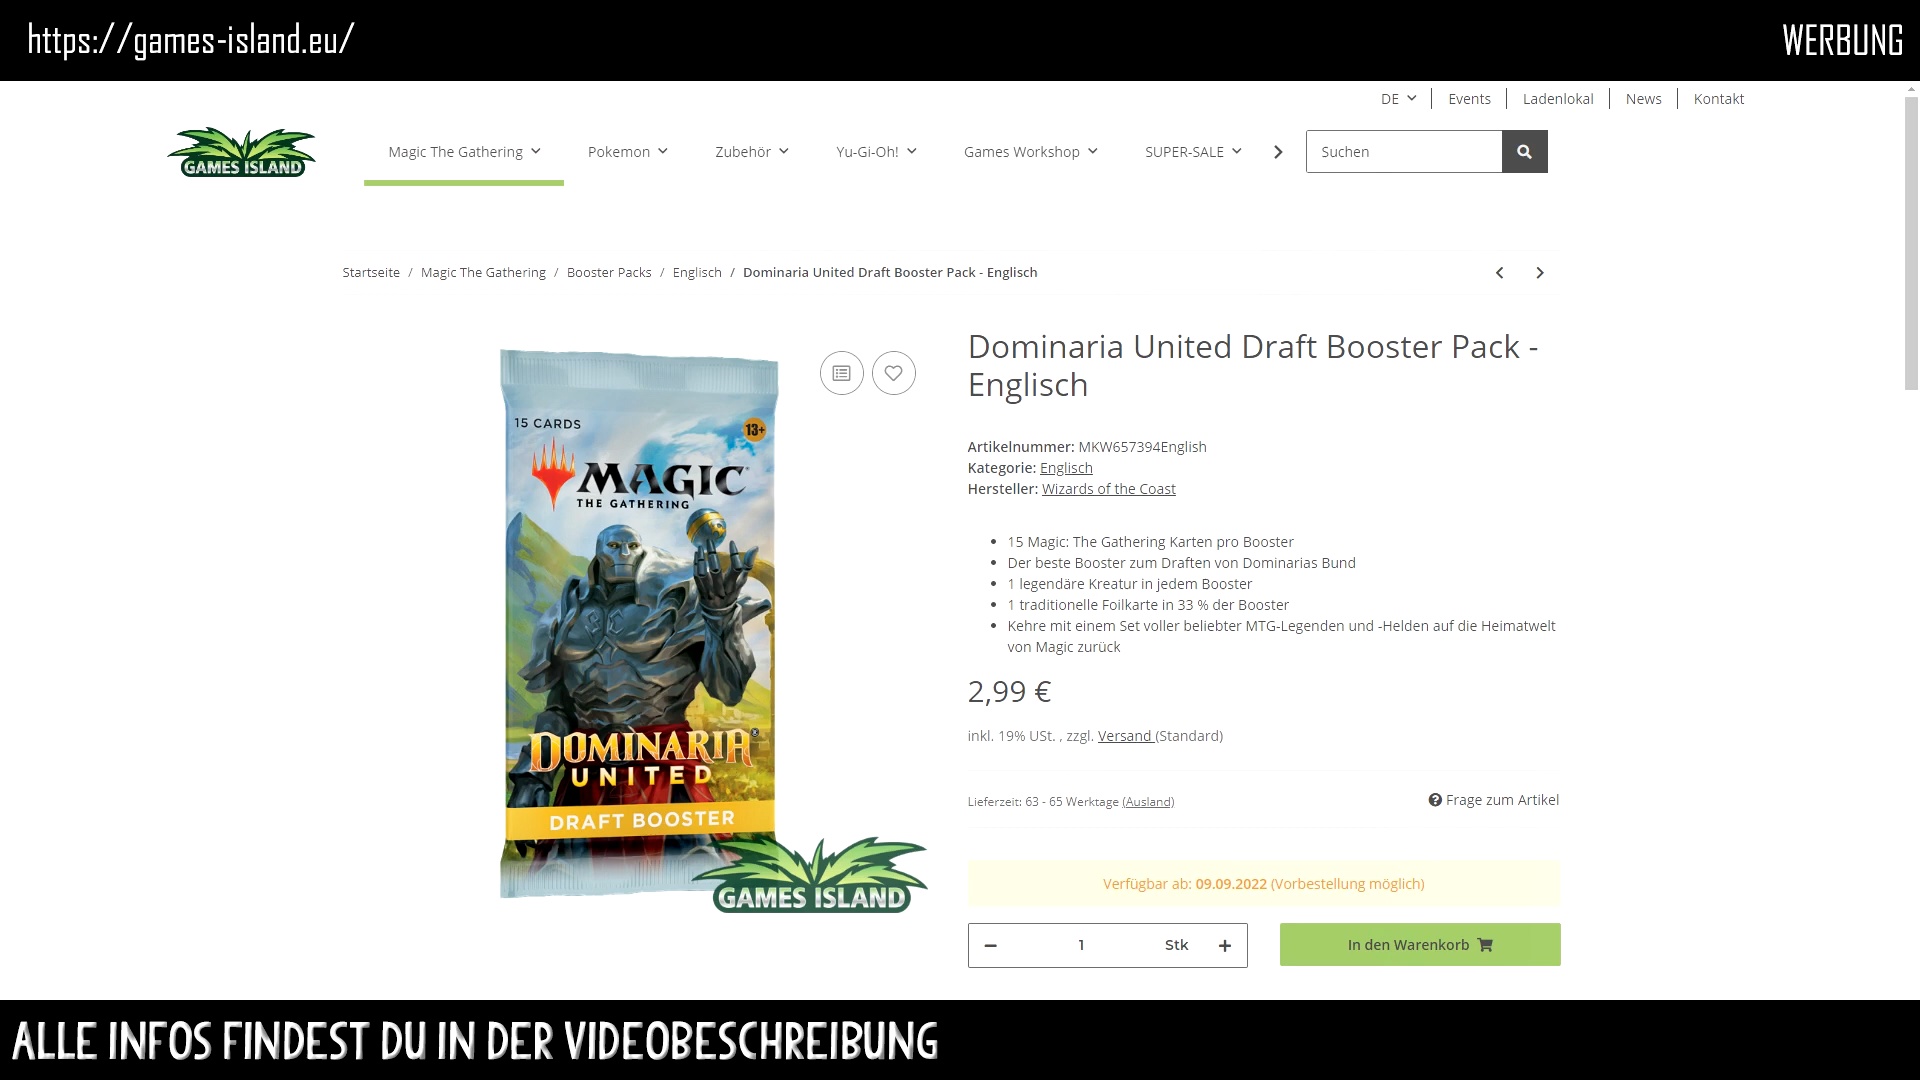 https://games-island.eu/
WERBUNG
DE
Events
Ladenlokal
News
Kontakt
GAMES ISLAND
Magic The Gathering
Pokemon
Zubehör
Yu-Gi-Oh!
Games Workshop
SUPER-SALE
Suchen
Startseite / Magic The Gathering / Booster Packs / Englisch / Dominaria United Draft Booster Pack - Englisch
15 CARDS
13+
MAGIC
THE GATHERING
DOMINARIA
UNITED
DRAFT BOOSTER
GAMES ISLAND
Dominaria United Draft Booster Pack -
Englisch
Artikelnummer: MKW657394English
Kategorie: Englisch
Hersteller: Wizards of the Coast
15 Magic: The Gathering Karten pro Booster
Der beste Booster zum Draften von Dominarias Bund
1 legendäre Kreatur in jedem Booster
1 traditionelle Foilkarte in 33 % der Booster
Kehre mit einem Set voller beliebter MTG-Legenden und -Helden auf die Heimatwelt
von Magic zurück
2,99 €
inkl. 19% USt. , zzgl. Versand (Standard)
Lieferzeit: 63 - 65 Werktage (Ausland)
Frage zum Artikel
Verfügbar ab: 09.09.2022 (Vorbestellung möglich)
1
Stk
In den Warenkorb
ALLE INFOS FINDEST DU IN DER VIDEOBESCHREIBUNG